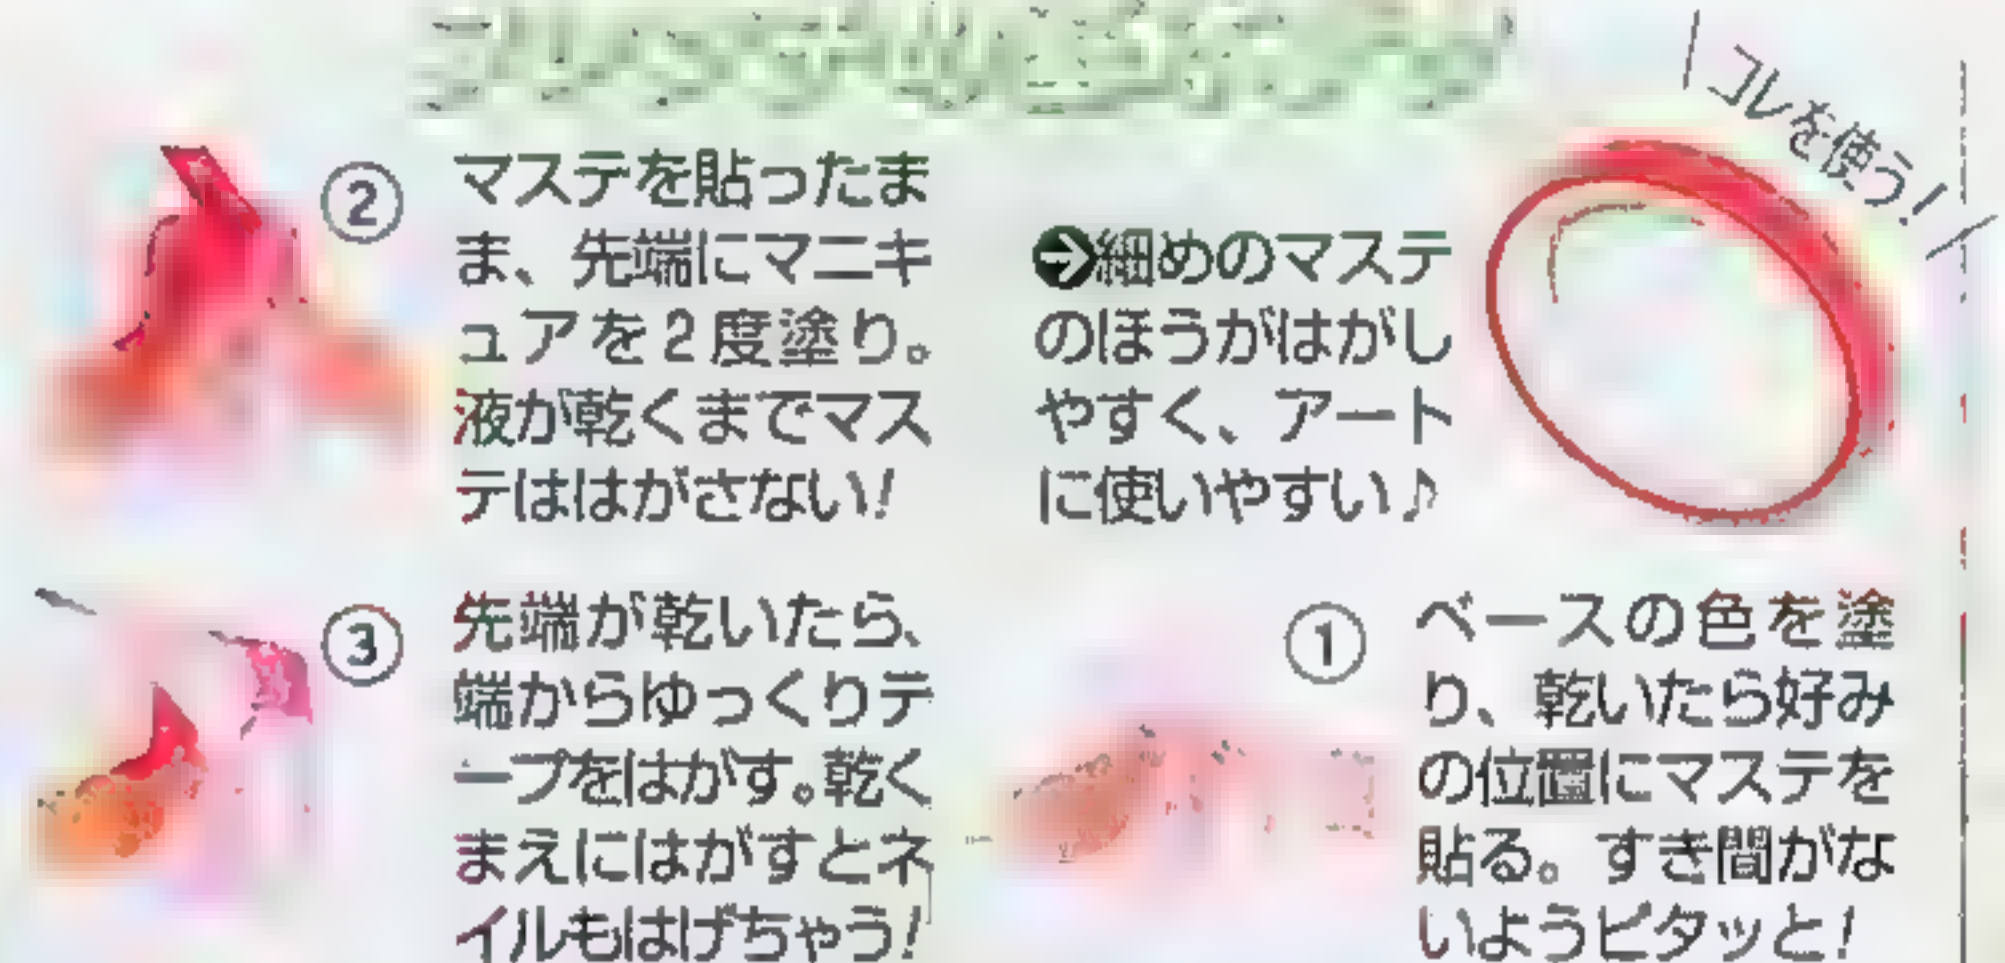 コレを使う!
➔細めのマステ
のほうがはがし
やすく、アート
に使いやすい♪
①
ベースの色を塗
り、乾いたら好み
の位置にマステを
貼る。すき間がな
いようピタッと!
②
マステを貼ったま
ま、先端にマニキ
ュアを2度塗り。
液が乾くまでマス
テははがさない!
③
先端が乾いたら、
端からゆっくりテ
ープをはがす。乾く
まえにはがすとネ
イルもはげちゃう!